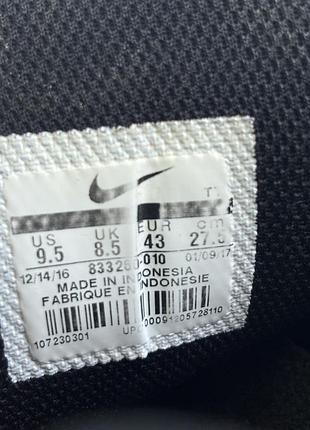 US UK EUR cm
9.5 8.5 43 27.5
12/14/16 833260-010 01/09/17
MADE IN INDONESIA
FABRIQUE EN INDONESIE
107230301